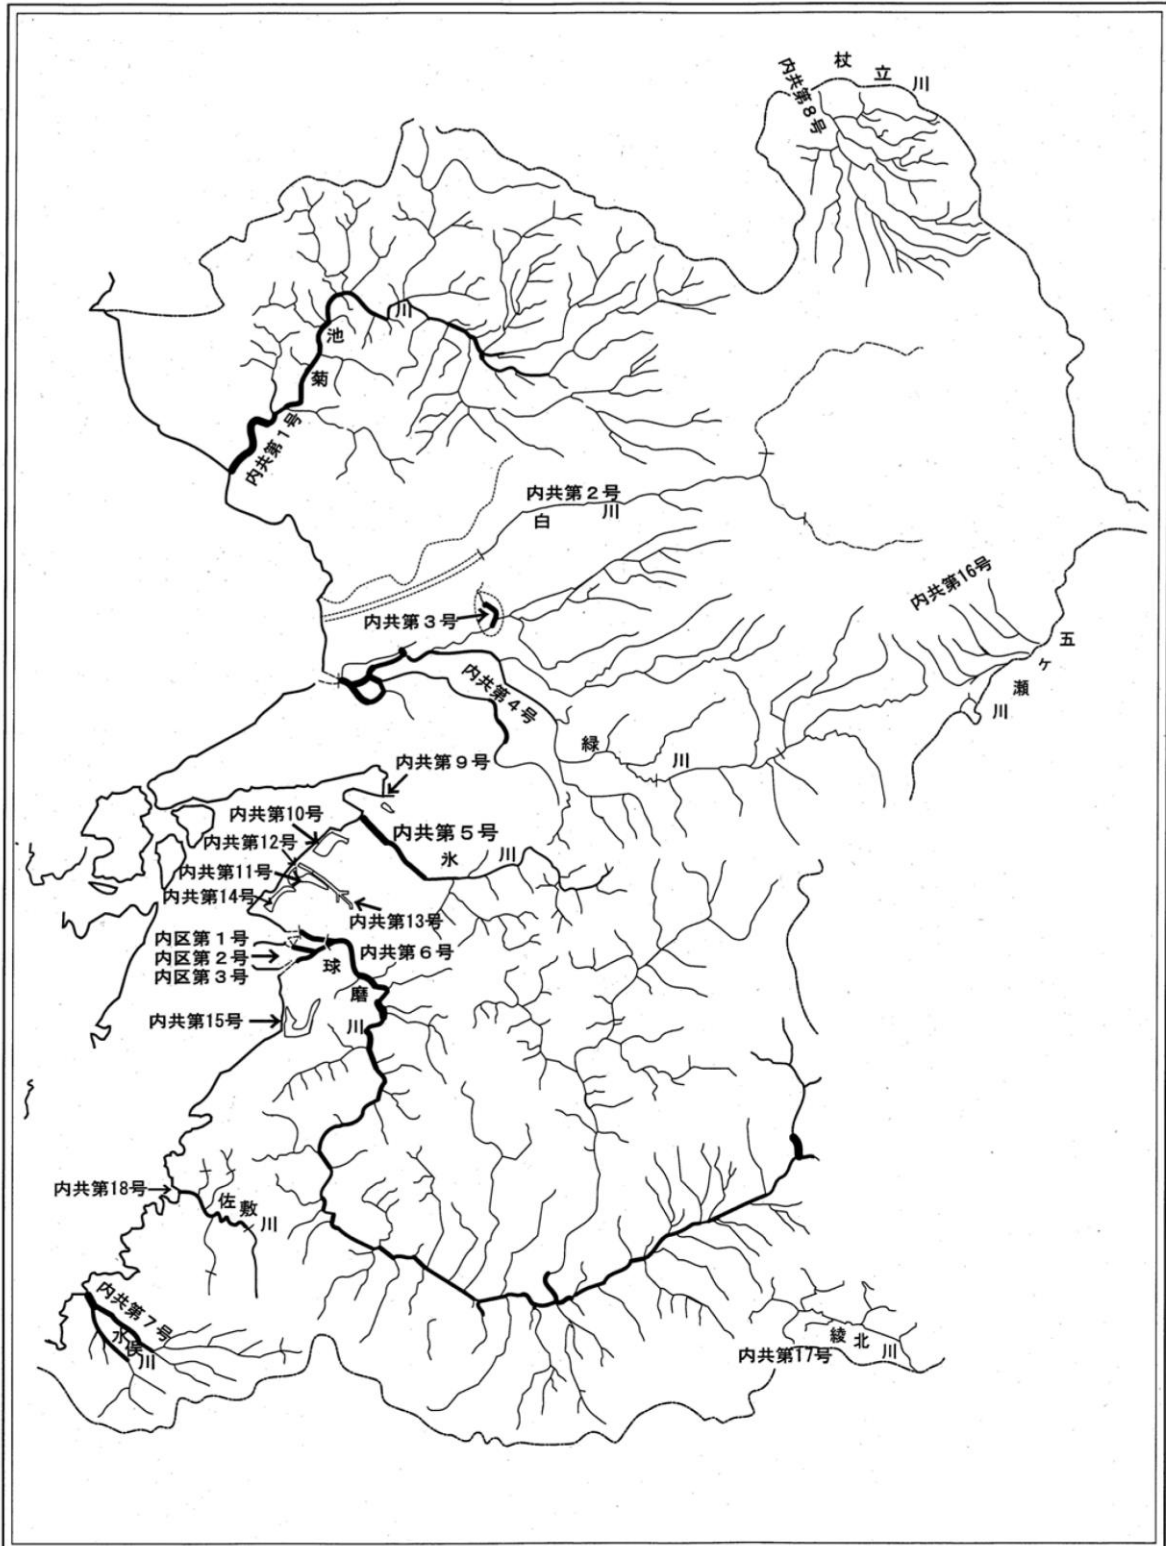 杖立川
内共第8号
菊池川
内共第1号
内共第2号
白川
内共第16号
五ケ瀬川
内共第3号
内共第4号
緑川
内共第9号
内共第10号
内共第5号
氷川
内共第12号
内共第11号
内共第14号
内共第13号
内区第1号
内共第6号
内区第2号
内区第3号
球磨川
内共第15号
内共第18号
佐敷川
内共第7号
水俣川
綾北川
内共第17号